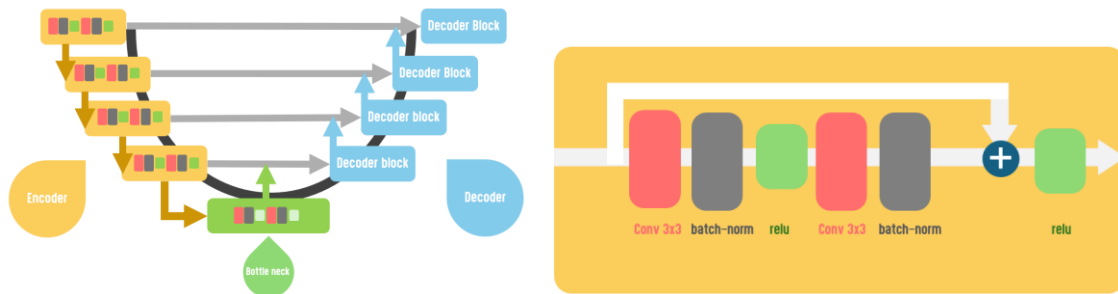 Decoder Block
Decoder Block
Decoder block
Decoder block
Encoder
Decoder
Bottle neck
Conv 3x3
batch-norm
relu
Conv 3x3
batch-norm
relu